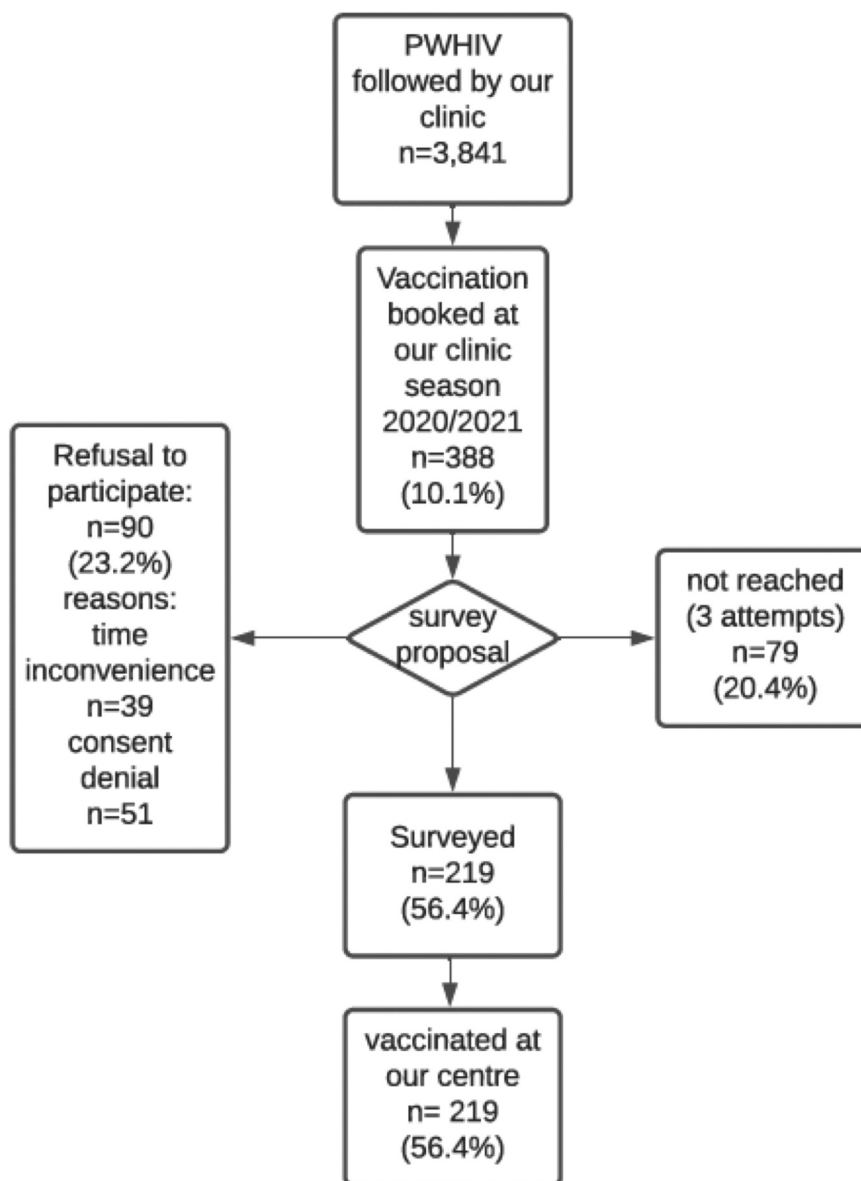 PWHIV
followed by our
clinic
n=3,841
Vaccination
booked at
our clinic
season
2020/2021
n=388
(10.1%)
Refusal to
participate:
n=90
(23.2%)
reasons:
time
inconvenience
n=39
consent
denial
n=51
survey
proposal
not reached
(3 attempts)
n=79
(20.4%)
Surveyed
n=219
(56.4%)
vaccinated at
our centre
n= 219
(56.4%)